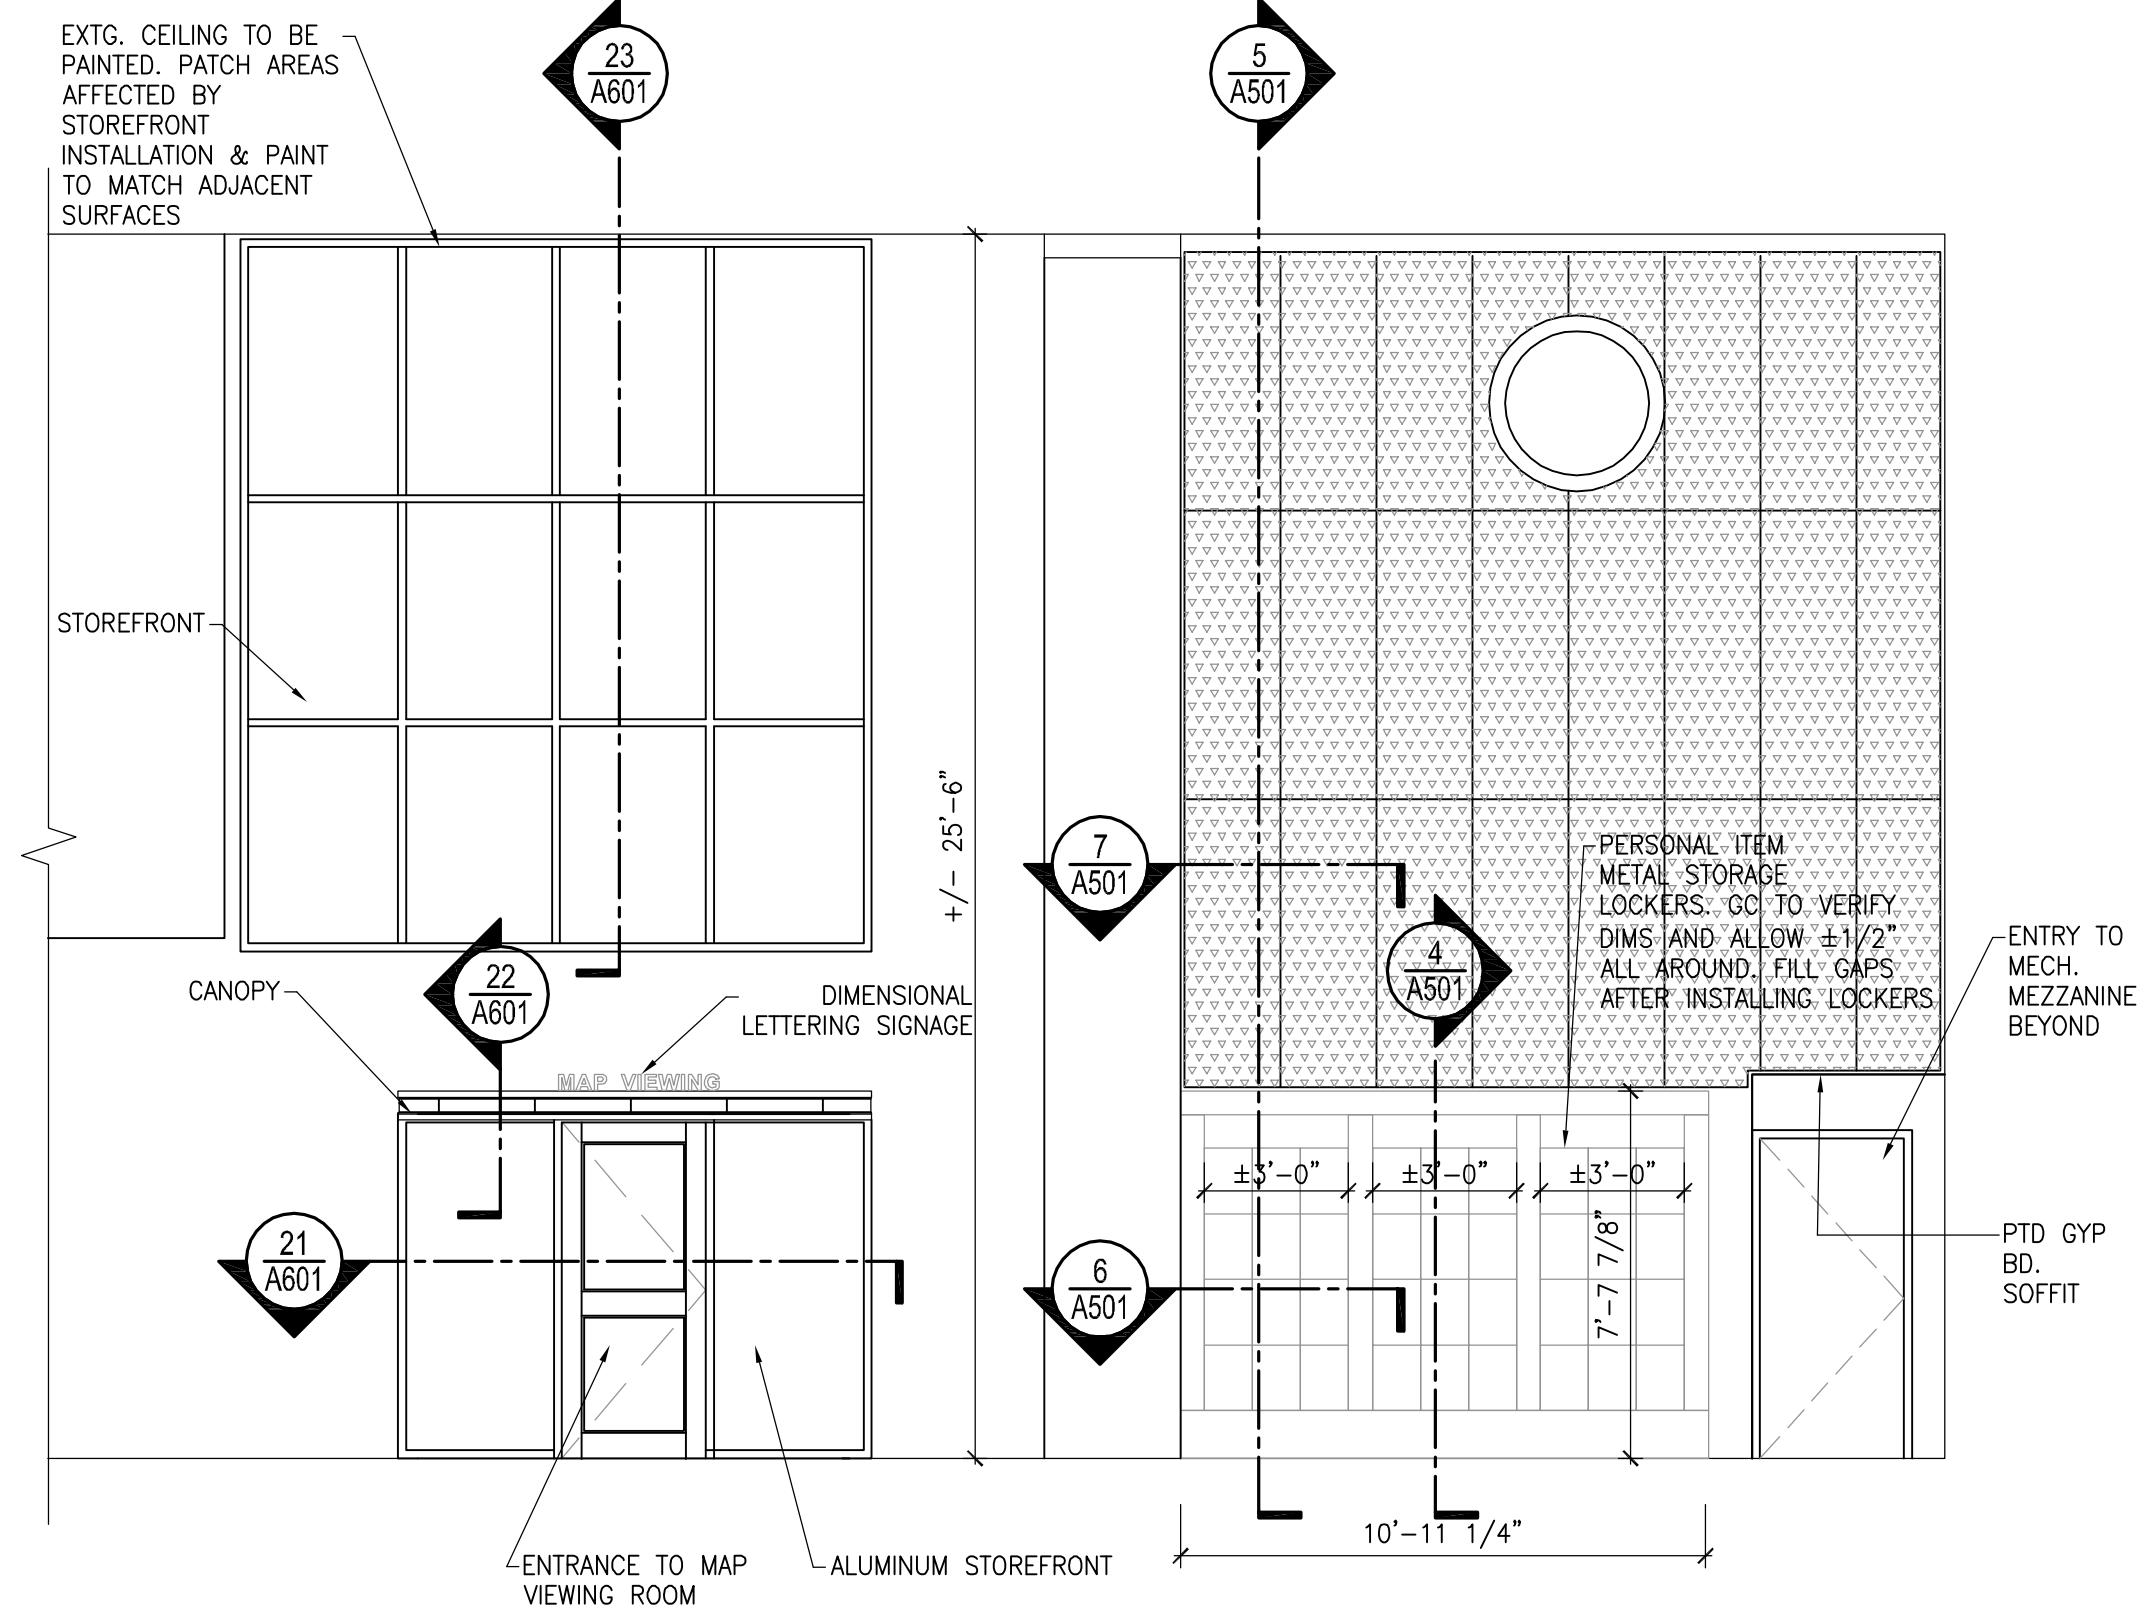 EXTG. CEILING TO BE
PAINTED. PATCH AREAS
AFFECTED BY
STOREFRONT
INSTALLATION & PAINT
TO MATCH ADJACENT
SURFACES
23
A601
5
A501
STOREFRONT
+/- 25'-6"
7
A501
PERSONAL ITEM
METAL STORAGE
LOCKERS. GC TO VERIFY
DIMS AND ALLOW ±1/2"
ALL AROUND. FILL GAPS
AFTER INSTALLING LOCKERS
4
A501
ENTRY TO
MECH.
MEZZANINE
BEYOND
CANOPY
22
A601
DIMENSIONAL
LETTERING SIGNAGE
MAP VIEWING
±3'-0"
±3'-0"
±3'-0"
7'-7 7/8"
21
A601
6
A501
PTD GYP
BD.
SOFFIT
10'-11 1/4"
ENTRANCE TO MAP
VIEWING ROOM
ALUMINUM STOREFRONT